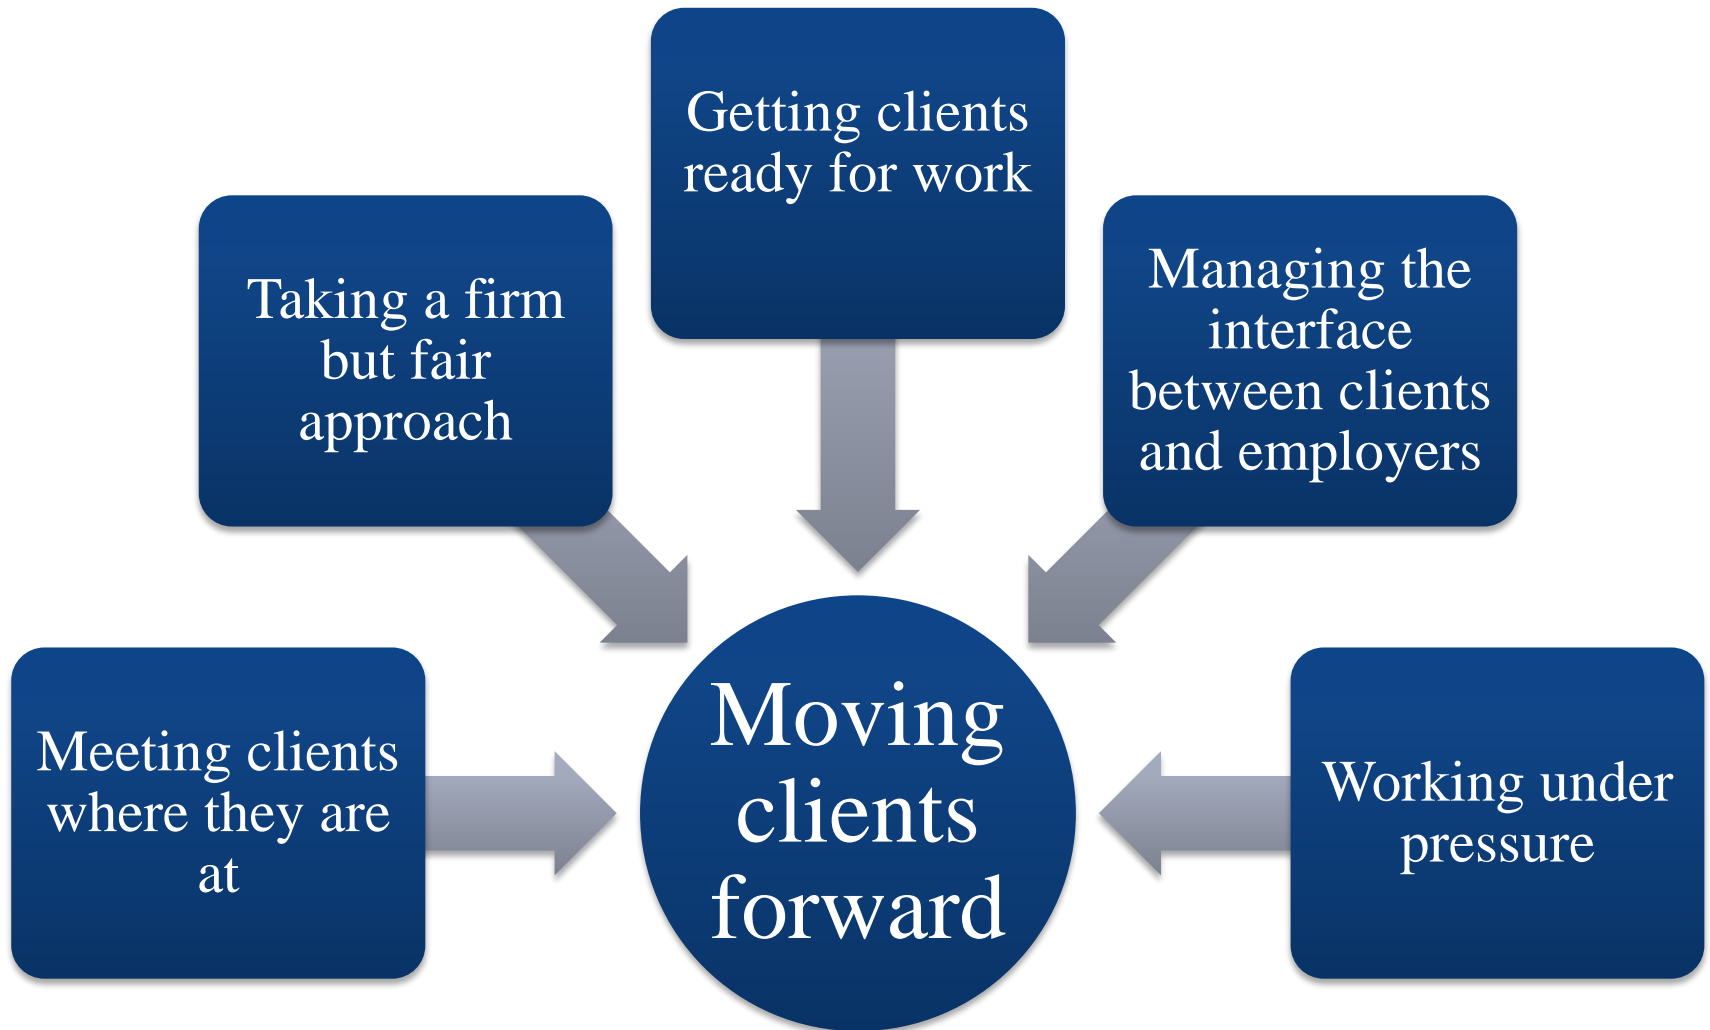 Getting clients
ready for work
Taking a firm
but fair
approach
Managing the
interface
between clients
and employers
Meeting clients
where they are
at
Moving
clients
forward
Working under
pressure